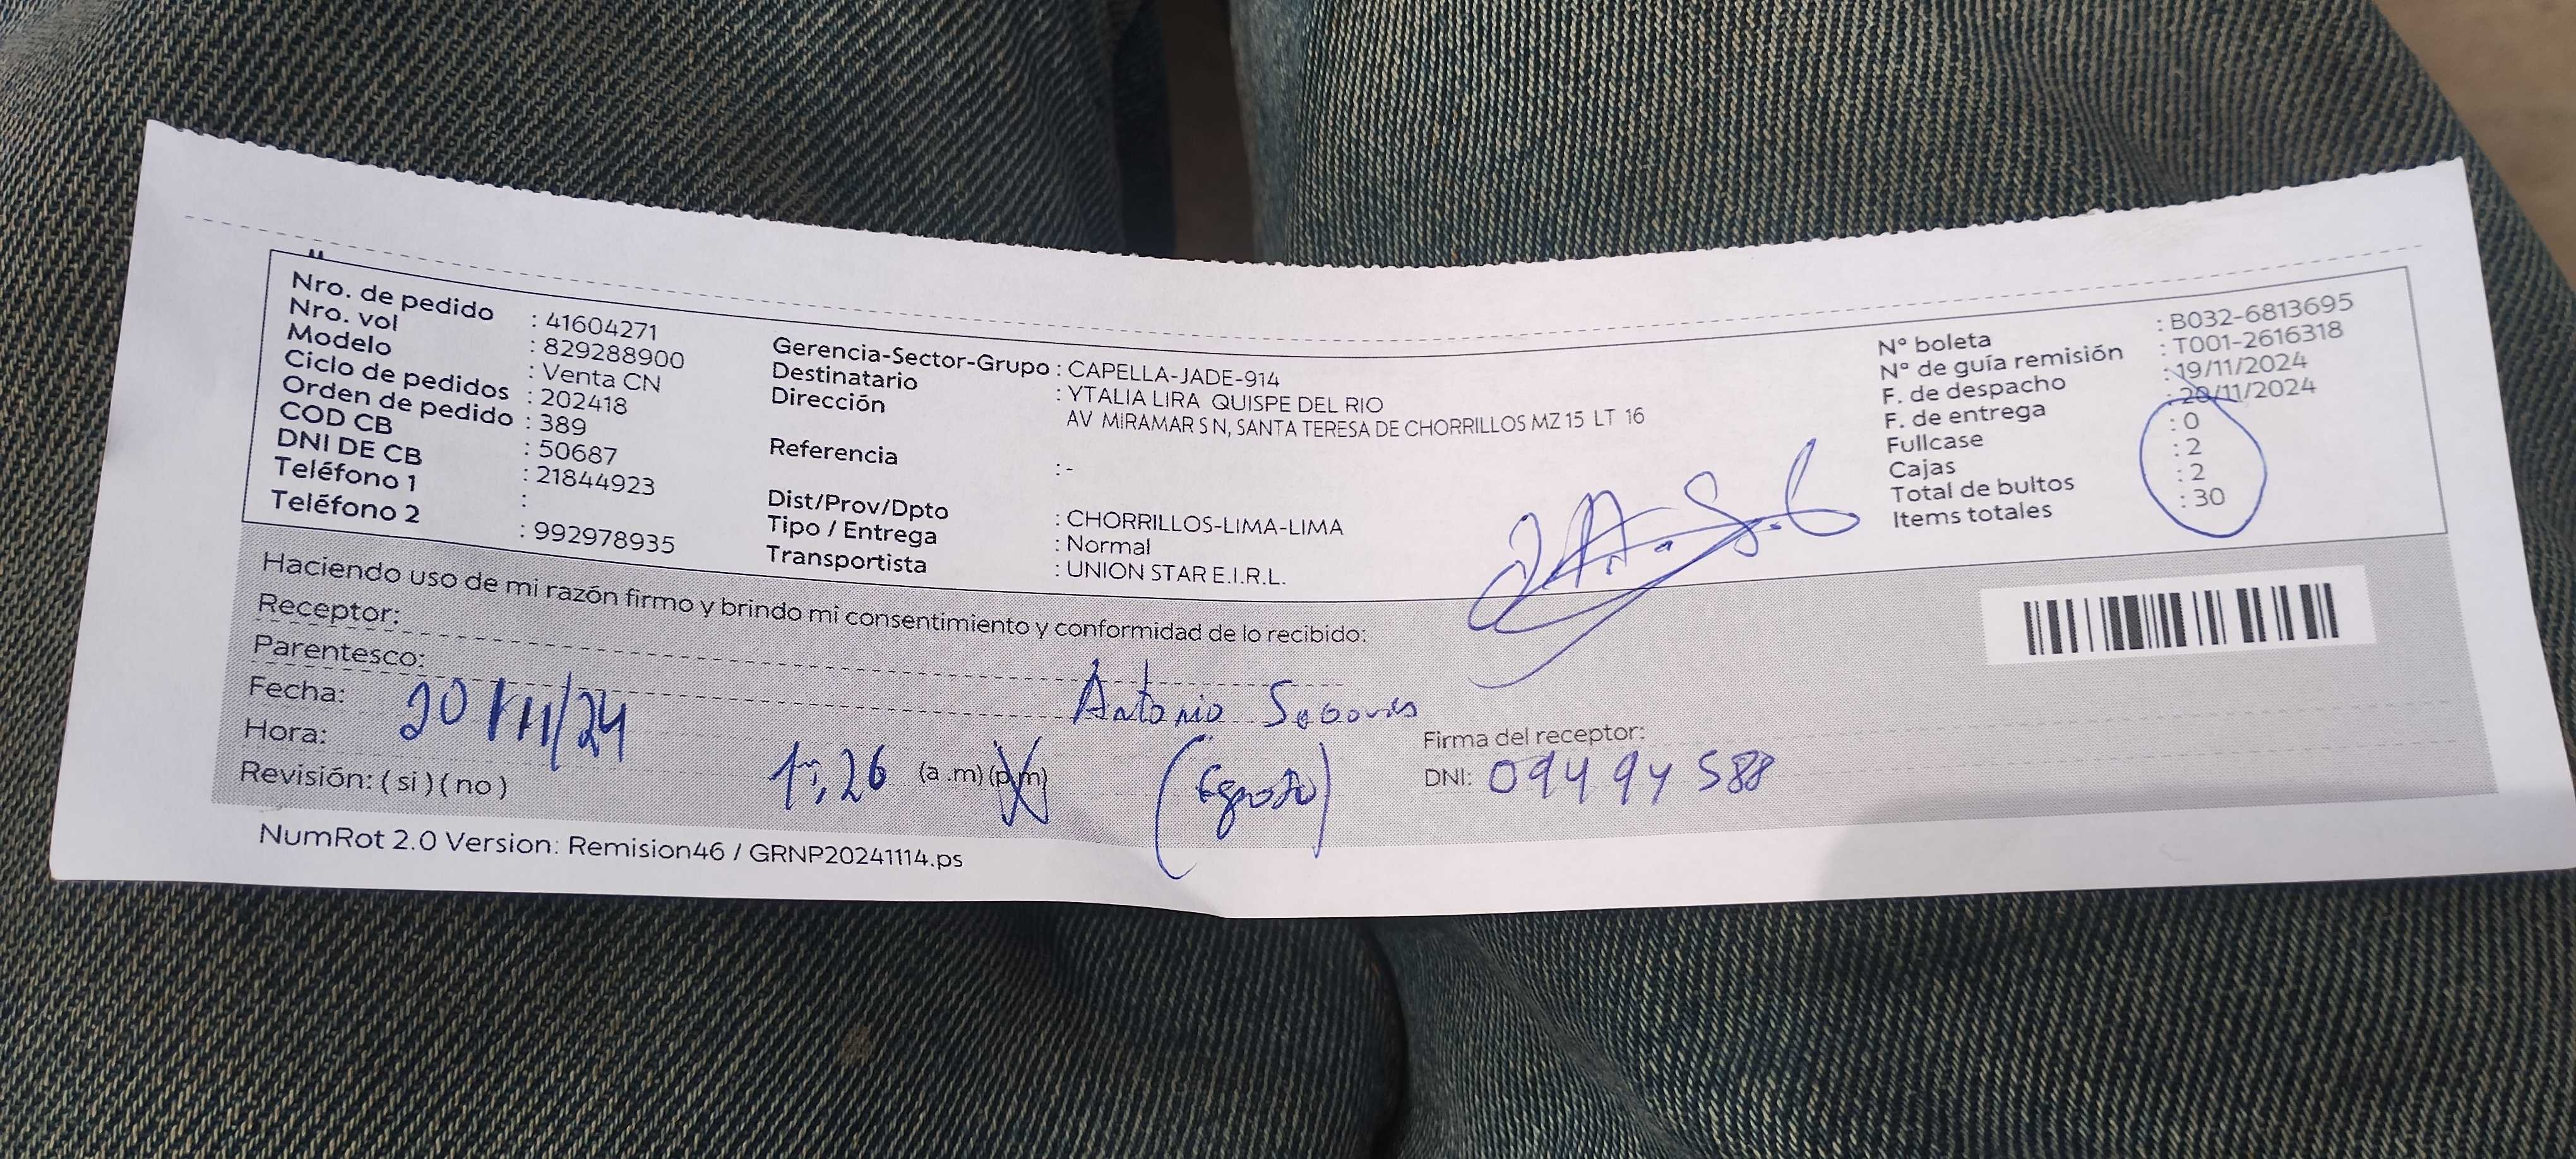 Nro. de pedido : 41604271
Nro. vol : 829288900
Modelo : Venta CN
Ciclo de pedidos : 202418
Orden de pedido : 389
COD CB : 50687
DNI DE CB : 21844923
Teléfono 1 :
Teléfono 2 : 992978935
Gerencia-Sector-Grupo : CAPELLA-JADE-914
Destinatario : YTALIA LIRA QUISPE DEL RIO
Dirección : AV MIRAMAR S N, SANTA TERESA DE CHORRILLOS MZ 15 LT 16
Referencia : -
Dist/Prov/Dpto : CHORRILLOS-LIMA-LIMA
Tipo / Entrega : Normal
Transportista : UNION STAR E.I.R.L.
N° boleta : B032-6813695
N° de guía remisión : T001-2616318
F. de despacho : 19/11/2024
F. de entrega : 20/11/2024
Fullcase : 0
Cajas : 2
Total de bultos : 2
Items totales : 30
Haciendo uso de mi razón firmo y brindo mi consentimiento y conformidad de lo recibido:
Receptor: Antonio
Parentesco: (Esposo)
Fecha: 20/11/24
Hora: 1:26 (a .m) (p.m)
Revisión: ( si ) ( no )
Firma del receptor:
DNI: 09494588
NumRot 2.0 Version: Remision46 / GRNP20241114.ps